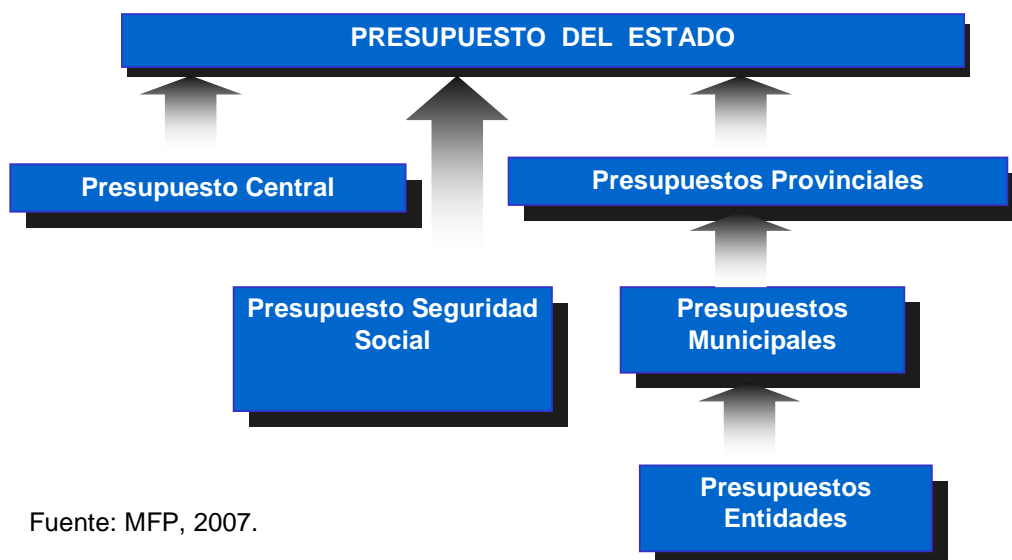 PRESUPUESTO DEL ESTADO
Presupuesto Central
Presupuestos Provinciales
Presupuesto Seguridad
Social
Presupuestos
Municipales
Presupuestos
Entidades
Fuente: MFP, 2007.